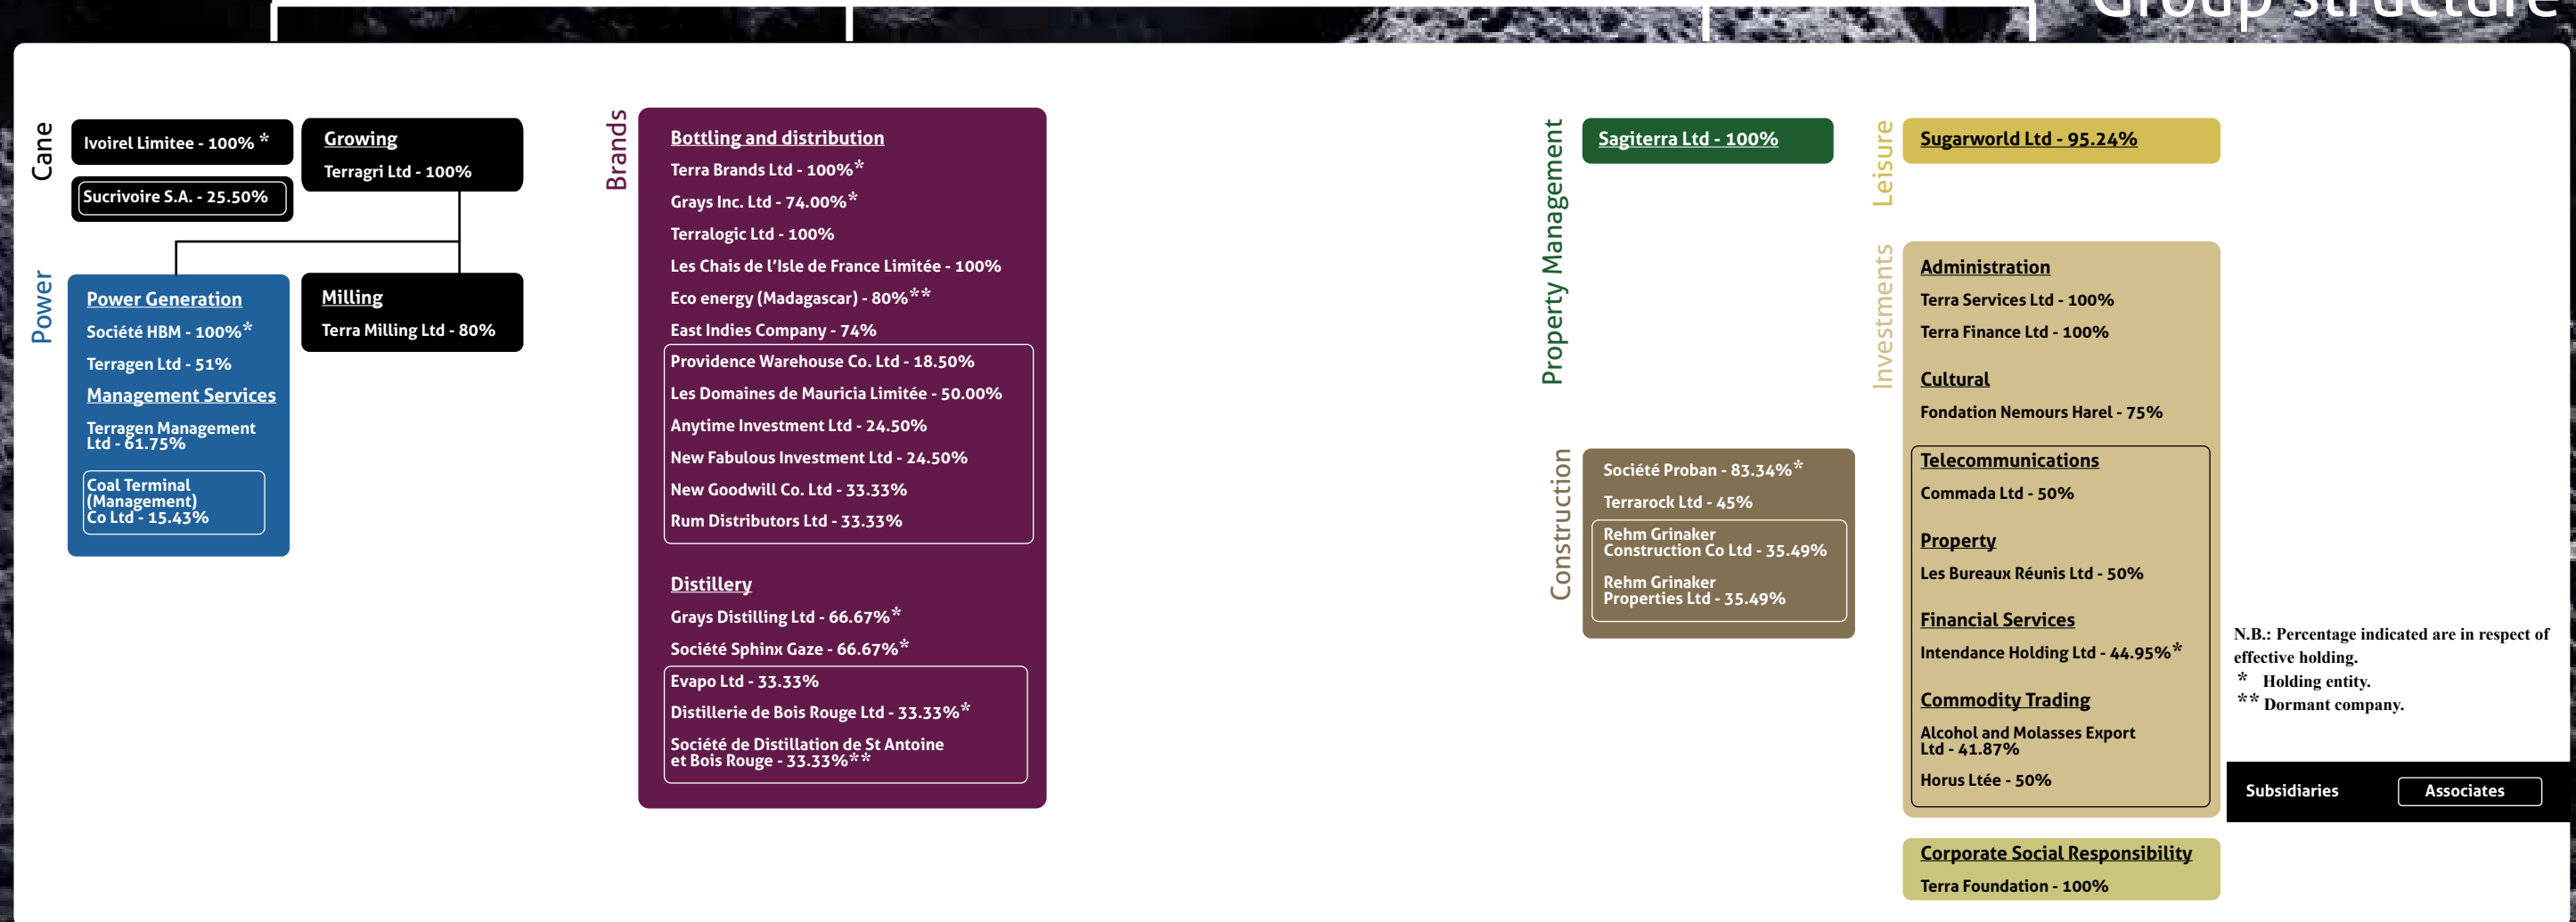 Group structure
Cane
Ivoirel Limitee - 100% *
Sucrivoire S.A. - 25.50%
Growing
Terragri Ltd - 100%
Power
Power Generation
Société HBM - 100%*
Terragen Ltd - 51%
Management Services
Terragen Management
Ltd - 61.75%
Coal Terminal
(Management)
Co Ltd - 15.43%
Milling
Terra Milling Ltd - 80%
Brands
Bottling and distribution
Terra Brands Ltd - 100%*
Grays Inc. Ltd - 74.00%*
Terralogic Ltd - 100%
Les Chais de l’Isle de France Limitée - 100%
Eco energy (Madagascar) - 80%**
East Indies Company - 74%
Providence Warehouse Co. Ltd - 18.50%
Les Domaines de Mauricia Limitée - 50.00%
Anytime Investment Ltd - 24.50%
New Fabulous Investment Ltd - 24.50%
New Goodwill Co. Ltd - 33.33%
Rum Distributors Ltd - 33.33%
Distillery
Grays Distilling Ltd - 66.67%*
Société Sphinx Gaze - 66.67%*
Evapo Ltd - 33.33%
Distillerie de Bois Rouge Ltd - 33.33%*
Société de Distillation de St Antoine
et Bois Rouge - 33.33%**
Property Management
Sagiterra Ltd - 100%
Construction
Société Proban - 83.34%*
Terrarock Ltd - 45%
Rehm Grinaker
Construction Co Ltd - 35.49%
Rehm Grinaker
Properties Ltd - 35.49%
Leisure
Sugarworld Ltd - 95.24%
Investments
Administration
Terra Services Ltd - 100%
Terra Finance Ltd - 100%
Cultural
Fondation Nemours Harel - 75%
Telecommunications
Commada Ltd - 50%
Property
Les Bureaux Réunis Ltd - 50%
Financial Services
Intendance Holding Ltd - 44.95%*
Commodity Trading
Alcohol and Molasses Export
Ltd - 41.87%
Horus Ltée - 50%
Corporate Social Responsibility
Terra Foundation - 100%
N.B.: Percentage indicated are in respect of
effective holding.
* Holding entity.
** Dormant company.
Subsidiaries
Associates